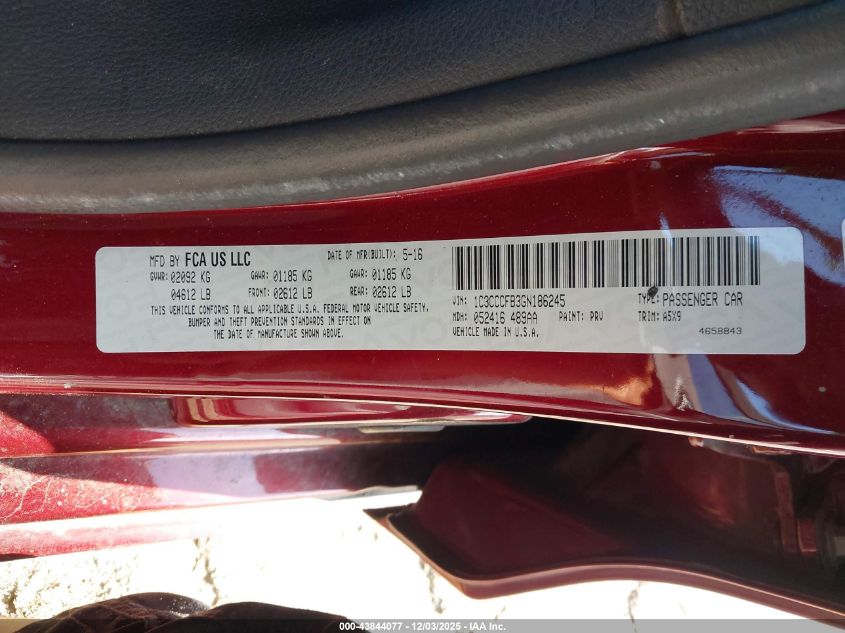 MFD BY FCA US LLC DATE OF MFR(BUILT): 5-16
GVWR: 02092 KG GAWR: 01185 KG GAWR: 01185 KG
04612 LB FRONT: 02612 LB REAR: 02612 LB
THIS VEHICLE CONFORMS TO ALL APPLICABLE U.S.A. FEDERAL MOTOR VEHICLE SAFETY,
BUMPER AND THEFT PREVENTION STANDARDS IN EFFECT ON
THE DATE OF MANUFACTURE SHOWN ABOVE.
VIN: 1C3CCCFB3GN186245 TYPE: PASSENGER CAR
MDH: 052416 489AA PAINT: PRV TRIM: A5X9
VEHICLE MADE IN U.S.A. 4658843
000-43844077 - 12/03/2025 - IAA Inc.